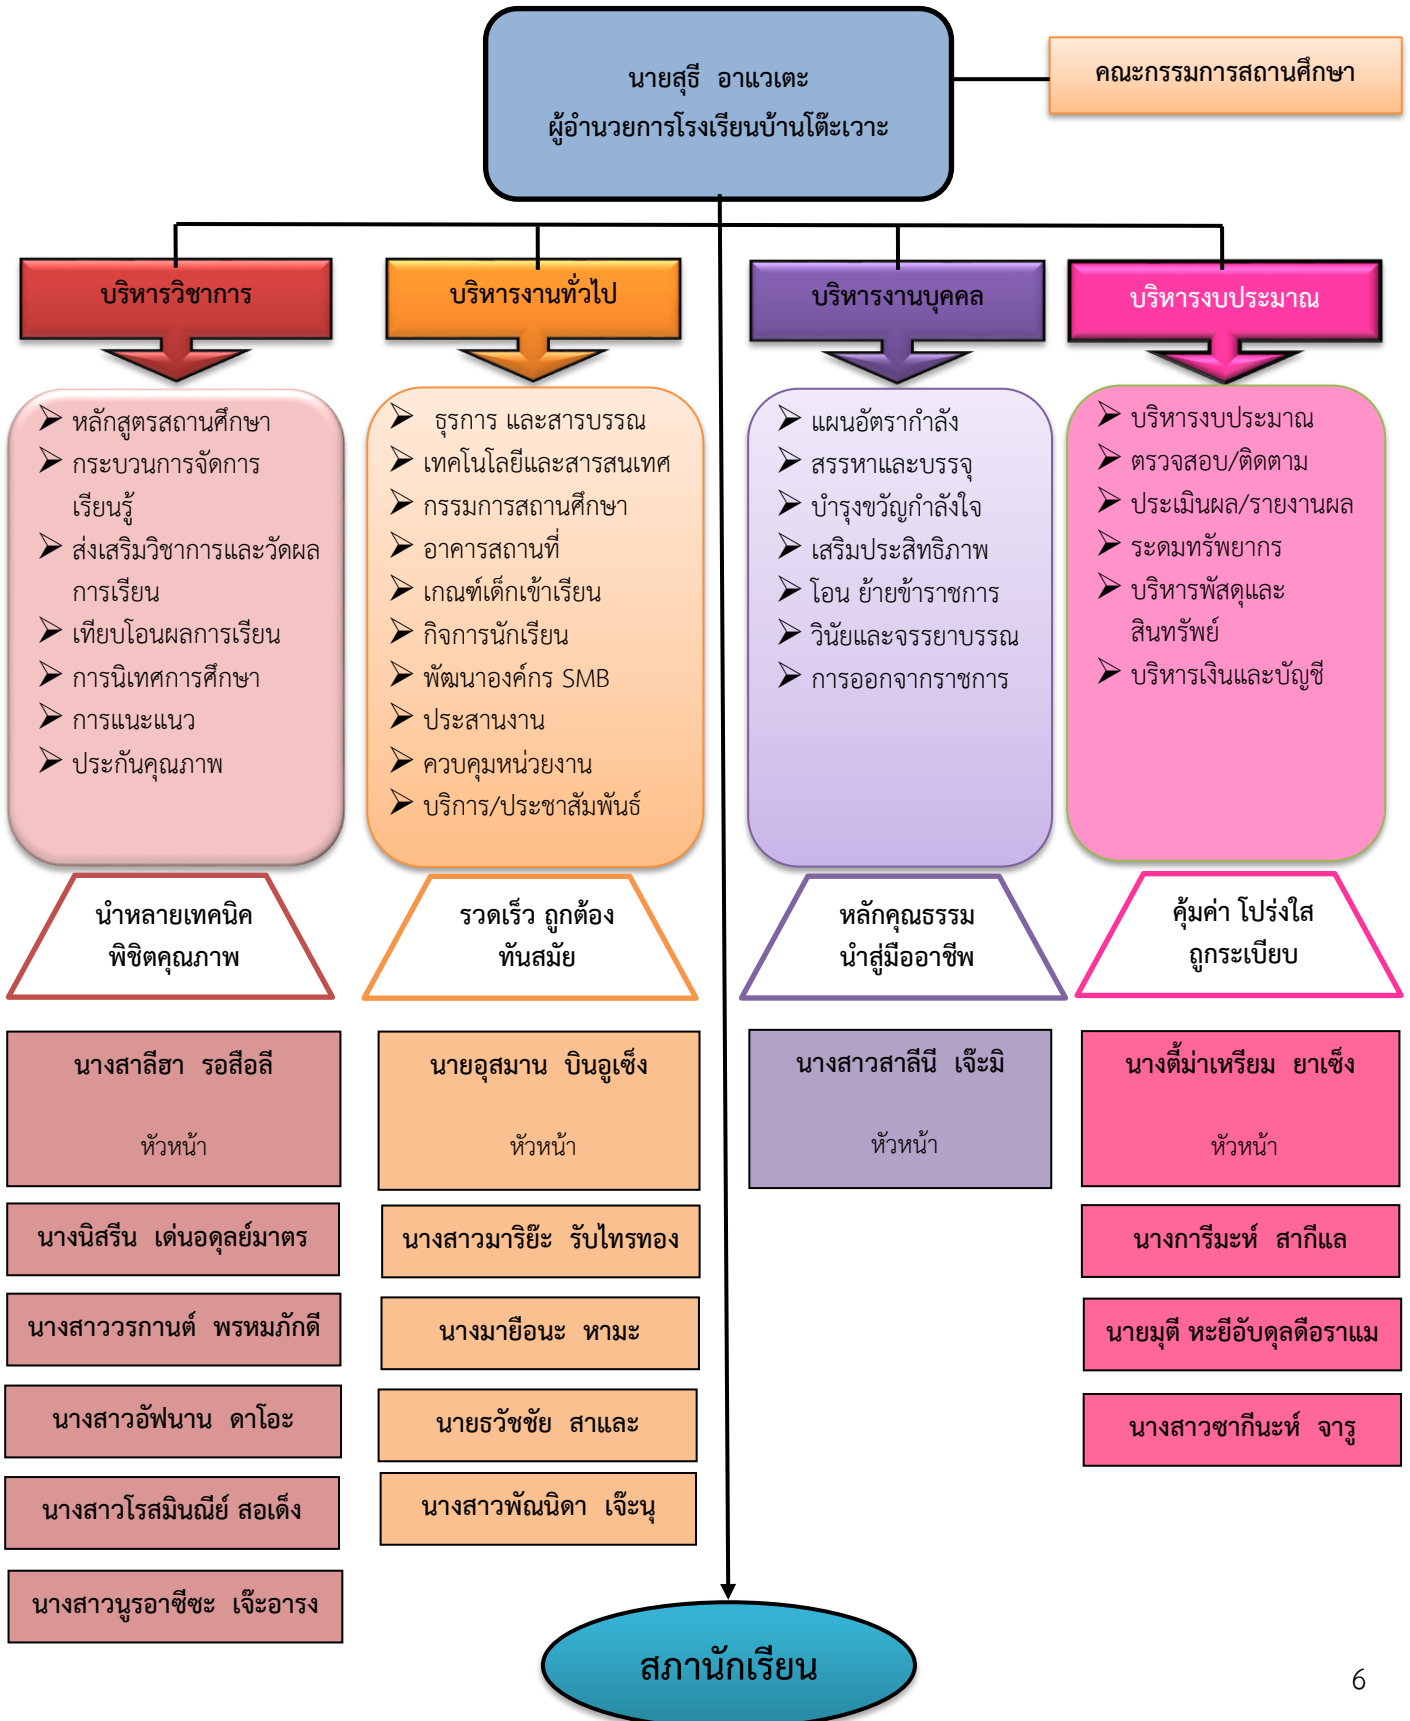 นายสุธี อาแวเตะ
ผู้อำนวยการโรงเรียนบ้านโต๊ะเวาะ
คณะกรรมการสถานศึกษา
บริหารวิชาการ
หลักสูตรสถานศึกษา
กระบวนการจัดการ
เรียนรู้
ส่งเสริมวิชาการและวัดผล
การเรียน
เทียบโอนผลการเรียน
การนิเทศการศึกษา
การแนะแนว
ประกันคุณภาพ
นำหลายเทคนิค
พิชิตคุณภาพ
นางสาลีฮา รอสือลี
หัวหน้า
นางนิสรีน เด่นอดุลย์มาตร
นางสาววรกานต์ พรหมภักดี
นางสาวอัฟนาน ดาโอะ
นางสาวโรสมินณีย์ สอเด็ง
นางสาวนูรอาซีซะ เจ๊ะอารง
บริหารงานทั่วไป
ธุรการ และสารบรรณ
เทคโนโลยีและสารสนเทศ
กรรมการสถานศึกษา
อาคารสถานที่
เกณฑ์เด็กเข้าเรียน
กิจการนักเรียน
พัฒนาองค์กร SMB
ประสานงาน
ควบคุมหน่วยงาน
บริการ/ประชาสัมพันธ์
รวดเร็ว ถูกต้อง
ทันสมัย
นายอุสมาน บินอูเซ็ง
หัวหน้า
นางสาวมาริย๊ะ รับไทรทอง
นางมายือนะ หามะ
นายธวัชชัย สาและ
นางสาวพัณนิดา เจ๊ะนุ
บริหารงานบุคคล
แผนอัตรากำลัง
สรรหาและบรรจุ
บำรุงขวัญกำลังใจ
เสริมประสิทธิภาพ
โอน ย้ายข้าราชการ
วินัยและจรรยาบรรณ
การออกจากราชการ
หลักคุณธรรม
นำสู่มืออาชีพ
นางสาวสาลีนี เจ๊ะมิ
หัวหน้า
บริหารงบประมาณ
บริหารงบประมาณ
ตรวจสอบ/ติดตาม
ประเมินผล/รายงานผล
ระดมทรัพยากร
บริหารพัสดุและ
สินทรัพย์
บริหารเงินและบัญชี
คุ้มค่า โปร่งใส
ถูกระเบียบ
นางตี้ม่าเหรียม ยาเซ็ง
หัวหน้า
นางการีมะห์ สากีแล
นายมุตี หะยีอับดุลดือราแม
นางสาวซากีนะห์ จารู
สภานักเรียน
6